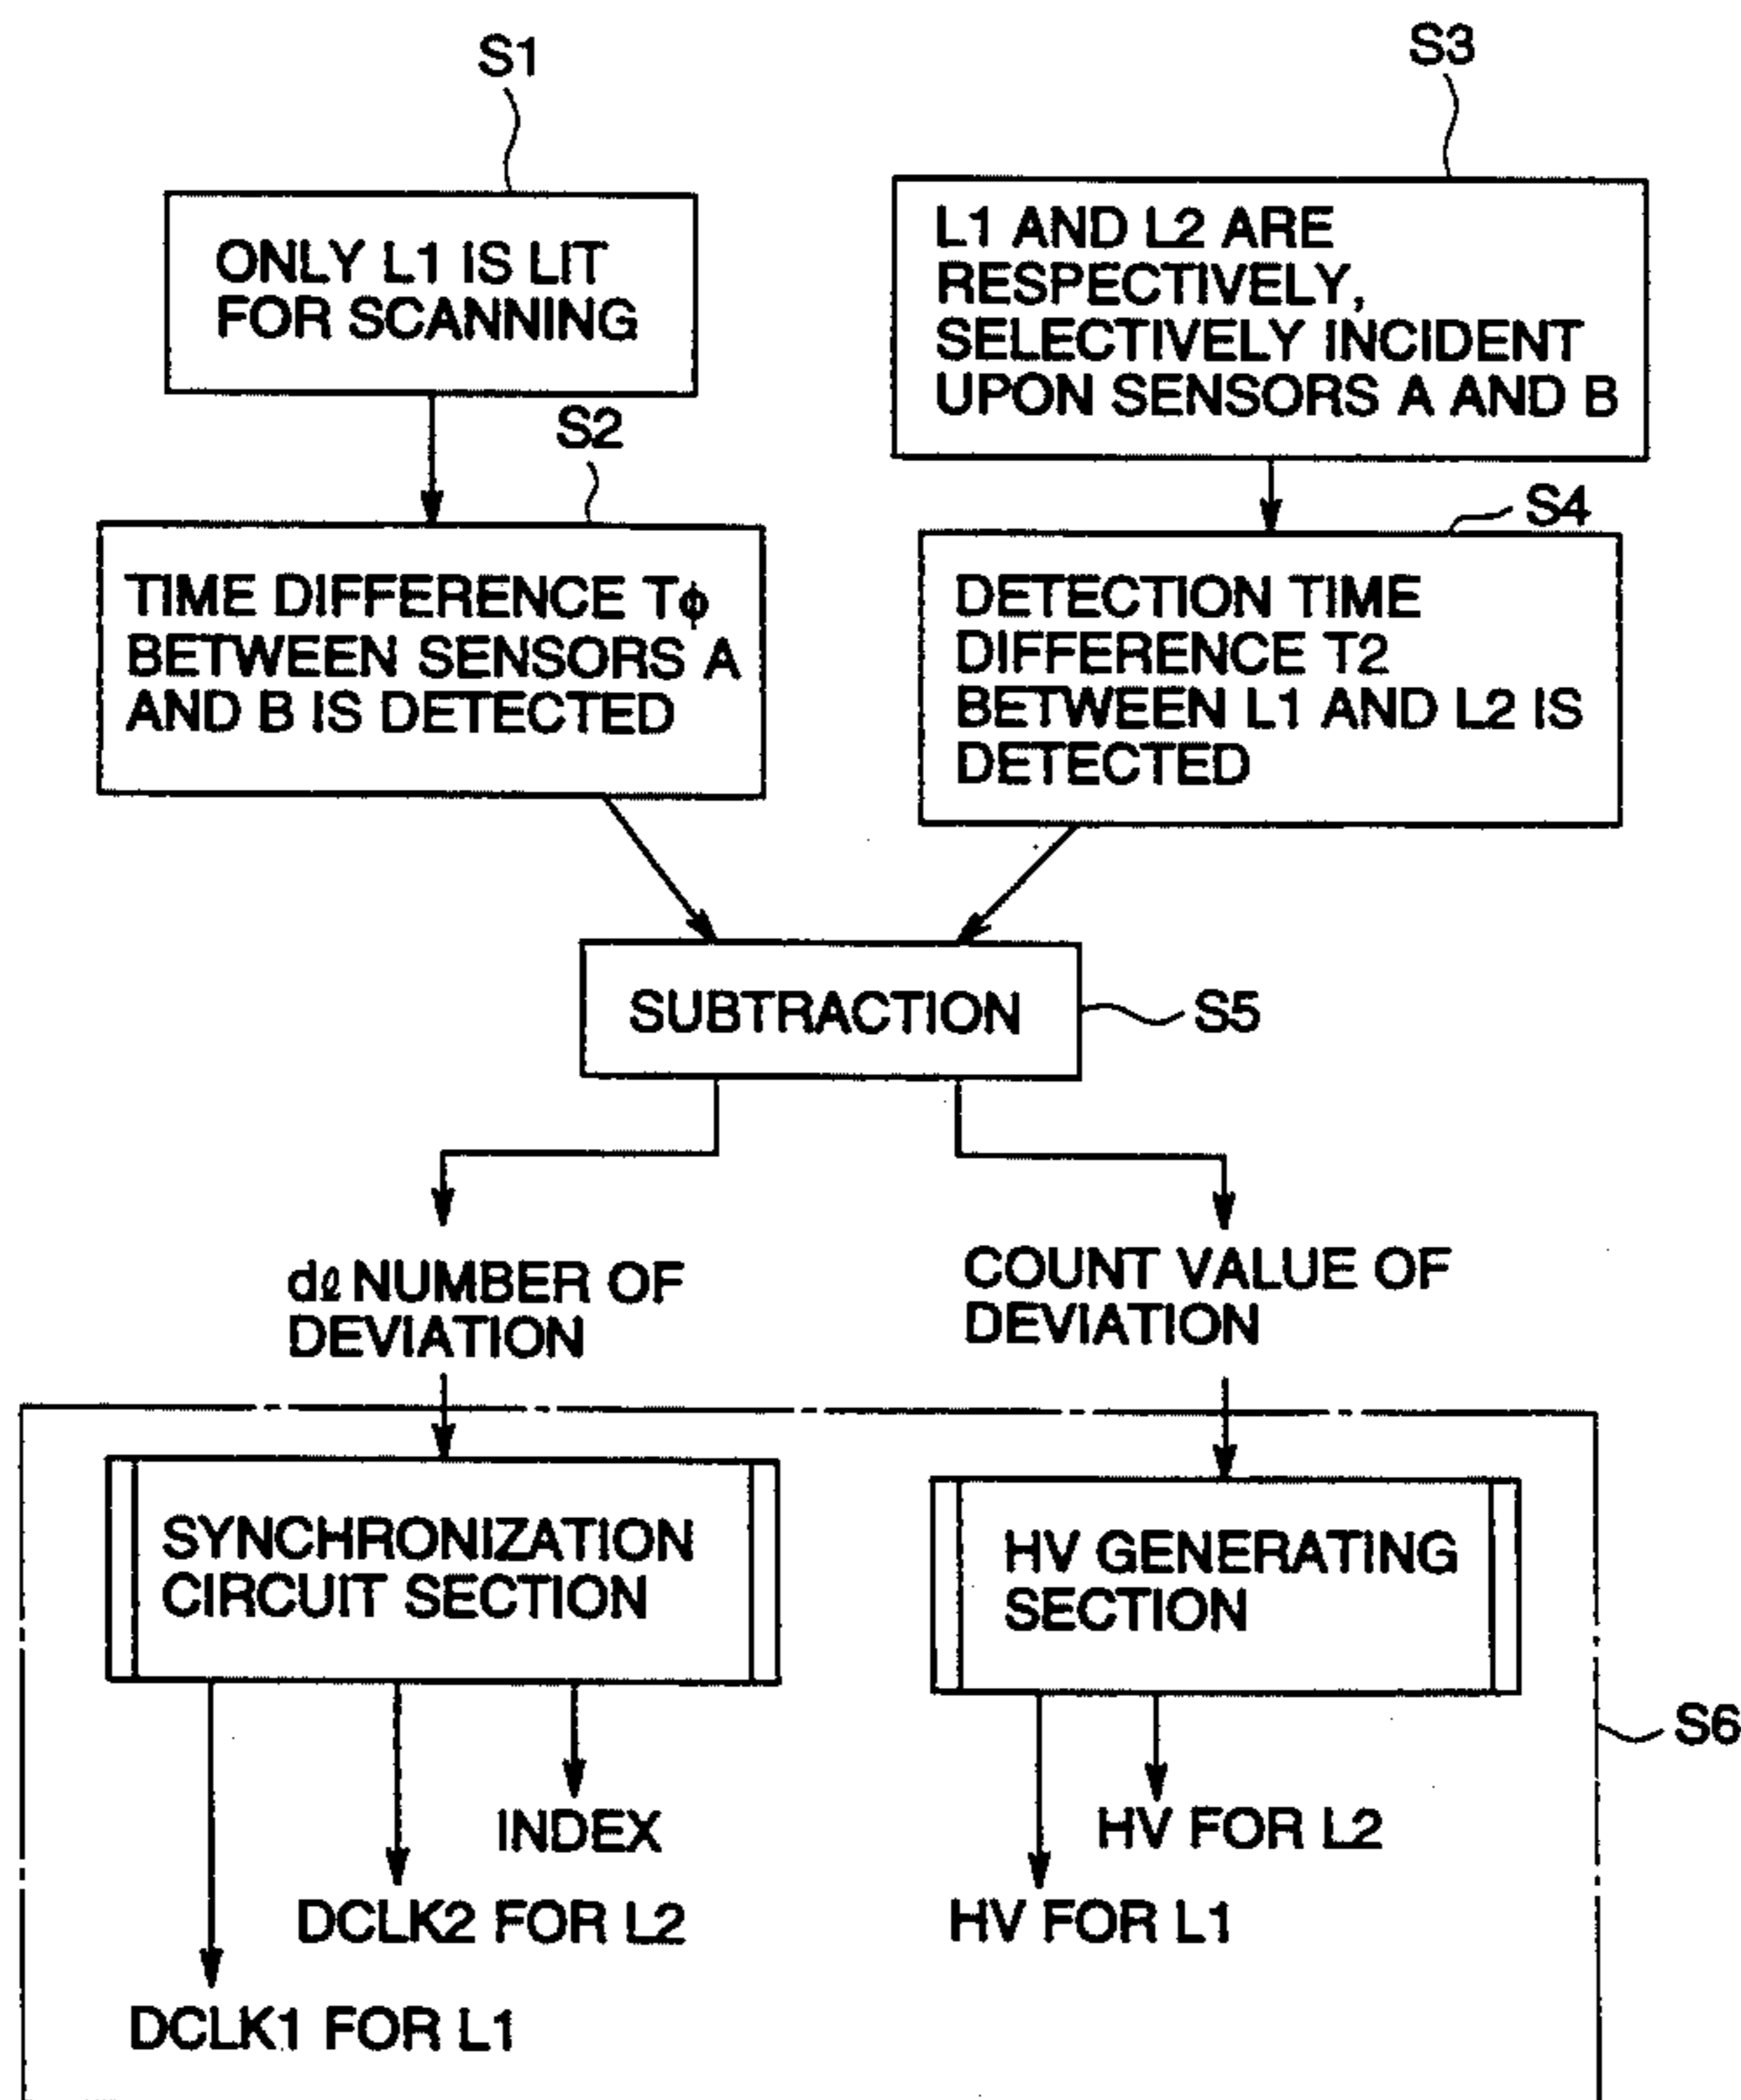 S1
ONLY L1 IS LIT
FOR SCANNING
S2
TIME DIFFERENCE Tϕ
BETWEEN SENSORS A
AND B IS DETECTED
S3
L1 AND L2 ARE
RESPECTIVELY,
SELECTIVELY INCIDENT
UPON SENSORS A AND B
S4
DETECTION TIME
DIFFERENCE T2
BETWEEN L1 AND L2 IS
DETECTED
SUBTRACTION
S5
dℓ NUMBER OF
DEVIATION
COUNT VALUE OF
DEVIATION
SYNCHRONIZATION
CIRCUIT SECTION
HV GENERATING
SECTION
S6
INDEX
DCLK2 FOR L2
DCLK1 FOR L1
HV FOR L2
HV FOR L1